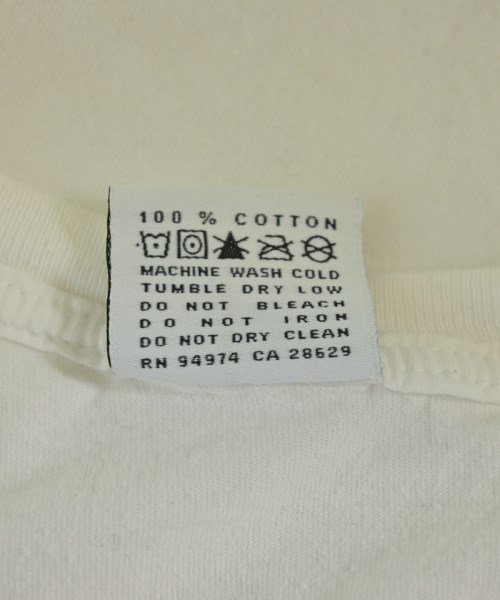 100 % COTTON
MACHINE WASH COLD
TUMBLE DRY LOW
DO NOT BLEACH
DO NOT IRON
DO NOT DRY CLEAN
RN 94974 CA 28629